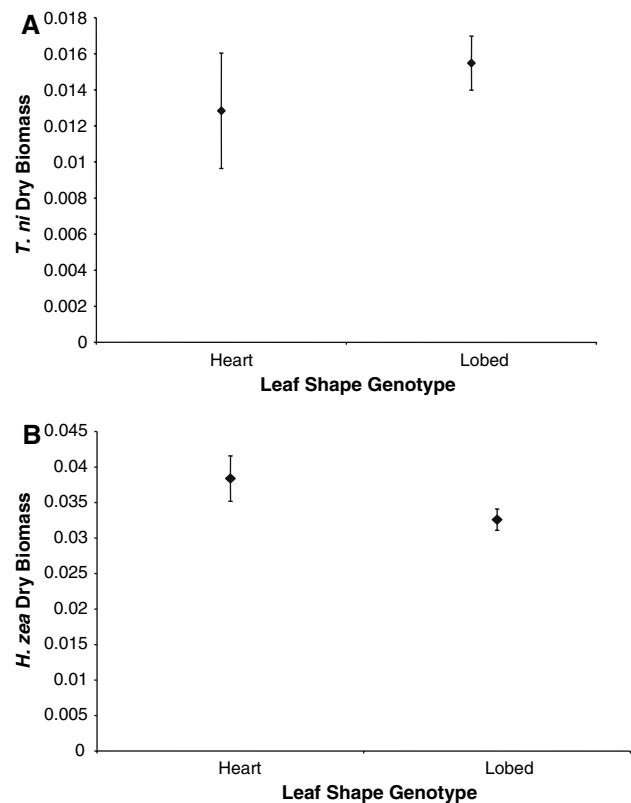 A
0.018
0.016
0.014
0.012
0.01
0.008
0.006
0.004
0.002
0
T. ni Dry Biomass
Heart
Lobed
Leaf Shape Genotype
B
0.045
0.04
0.035
0.03
0.025
0.02
0.015
0.01
0.005
0
H. zea Dry Biomass
Heart
Lobed
Leaf Shape Genotype